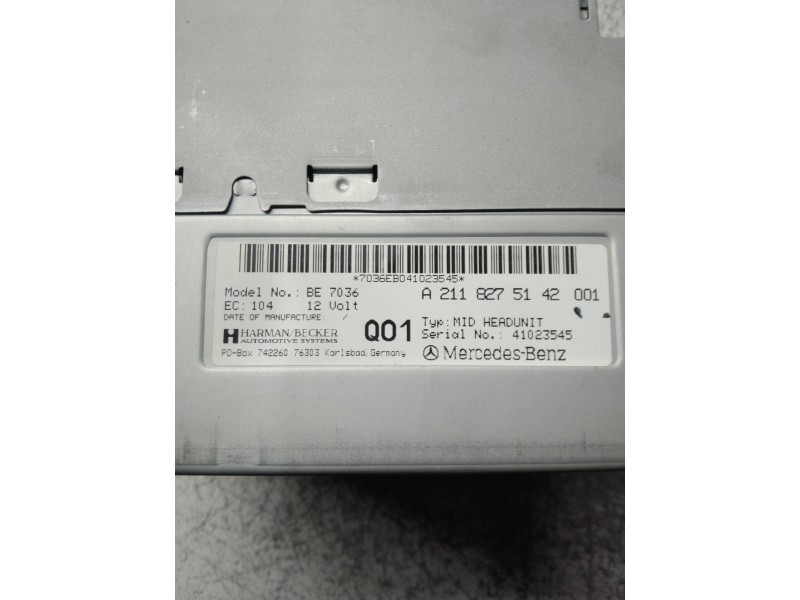 *7036EB041023545*
Model No.: BE 7036
A 211 827 51 42 001
EC: 104 12 Volt
DATE OF MANUFACTURE: /
Q01
Typ: MID HEADUNIT
HARMAN/BECKER
AUTOMOTIVE SYSTEMS
Serial No.: 41023545
PO-Box 742260 76303 Karlsbad, Germany
Mercedes-Benz